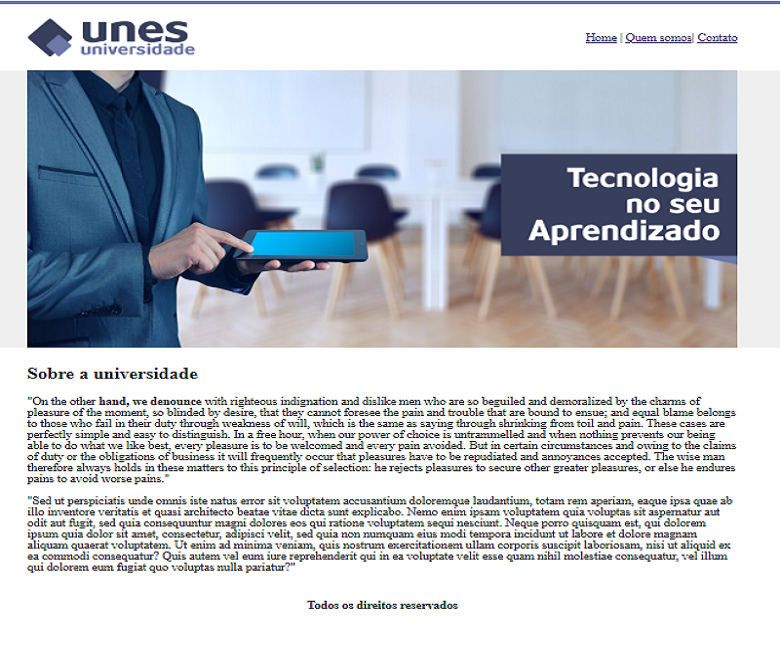 unes
universidade
Home | Quem somos| Contato
Tecnologia
no seu
Aprendizado
Sobre a universidade
"On the other hand, we denounce with righteous indignation and dislike men who are so beguiled and demoralized by the charms of
pleasure of the moment, so blinded by desire, that they cannot foresee the pain and trouble that are bound to ensue; and equal blame belongs
to those who fail in their duty through weakness of will, which is the same as saying through shrinking from toil and pain. These cases are
perfectly simple and easy to distinguish. In a free hour, when our power of choice is untrammelled and when nothing prevents our being
able to do what we like best, every pleasure is to be welcomed and every pain avoided. But in certain circumstances and owing to the claims
of duty or the obligations of business it will frequently occur that pleasures have to be repudiated and annoyances accepted. The wise man
therefore always holds in these matters to this principle of selection: he rejects pleasures to secure other greater pleasures, or else he endures
pains to avoid worse pains."
"Sed ut perspiciatis unde omnis iste natus error sit voluptatem accusantium doloremque laudantium, totam rem aperiam, eaque ipsa quae ab
illo inventore veritatis et quasi architecto beatae vitae dicta sunt explicabo. Nemo enim ipsam voluptatem quia voluptas sit aspernatur aut
odit aut fugit, sed quia consequuntur magni dolores eos qui ratione voluptatem sequi nesciunt. Neque porro quisquam est, qui dolorem
ipsum quia dolor sit amet, consectetur, adipisci velit, sed quia non numquam eius modi tempora incidunt ut labore et dolore magnam
aliquam quaerat voluptatem. Ut enim ad minima veniam, quis nostrum exercitationem ullam corporis suscipit laboriosam, nisi ut aliquid ex
ea commodi consequatur? Quis autem vel eum iure reprehenderit qui in ea voluptate velit esse quam nihil molestiae consequatur, vel illum
qui dolorem eum fugiat quo voluptas nulla pariatur?"
Todos os direitos reservados